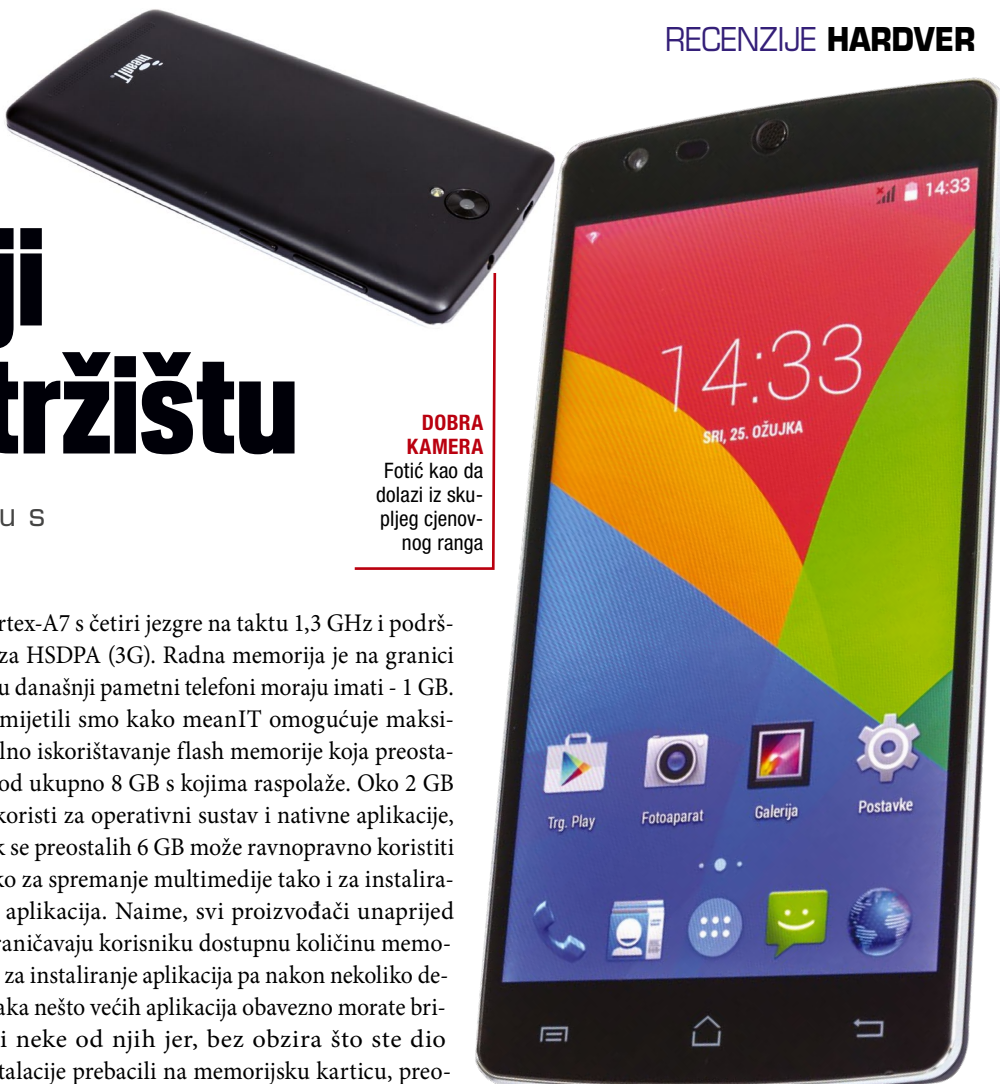 RECENZIJE HARDVER
meanIT
ji
tržištu
u s
DOBRA
KAMERA
Fotić kao da
dolazi iz sku-
pljeg cjenov-
nog ranga
rtex-A7 s četiri jezgre na taktu 1,3 GHz i podrš-
za HSDPA (3G). Radna memorija je na granici
u današnji pametni telefoni moraju imati - 1 GB.
mijetili smo kako meanIT omogućuje maksi-
lno iskorištavanje flash memorije koja preosta-
od ukupno 8 GB s kojima raspolaže. Oko 2 GB
koristi za operativni sustav i nativne aplikacije,
k se preostalih 6 GB može ravnopravno koristiti
ko za spremanje multimedije tako i za instalira-
aplikacija. Naime, svi proizvođači unaprijed
raničavaju korisniku dostupnu količinu memo-
za instaliranje aplikacija pa nakon nekoliko de-
aka nešto većih aplikacija obavezno morate bri-
i neke od njih jer, bez obzira što ste dio
talacije prebacili na memorijsku karticu, preo-
14:33
14:33
SRI, 25. OŽUJKA
Trg. Play
Fotoaparat
Galerija
Postavke